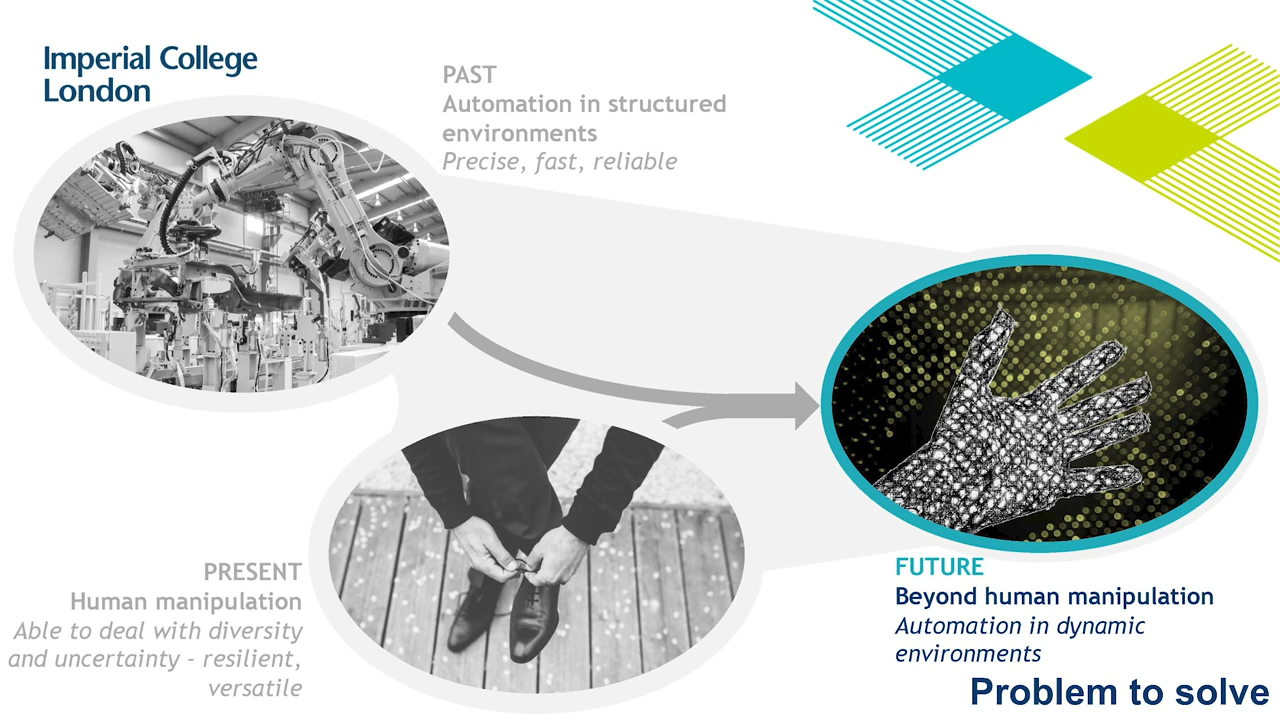 Imperial College
London
PAST
Automation in structured
environments
Precise, fast, reliable
PRESENT
Human manipulation
Able to deal with diversity
and uncertainty - resilient,
versatile
FUTURE
Beyond human manipulation
Automation in dynamic
environments
Problem to solve